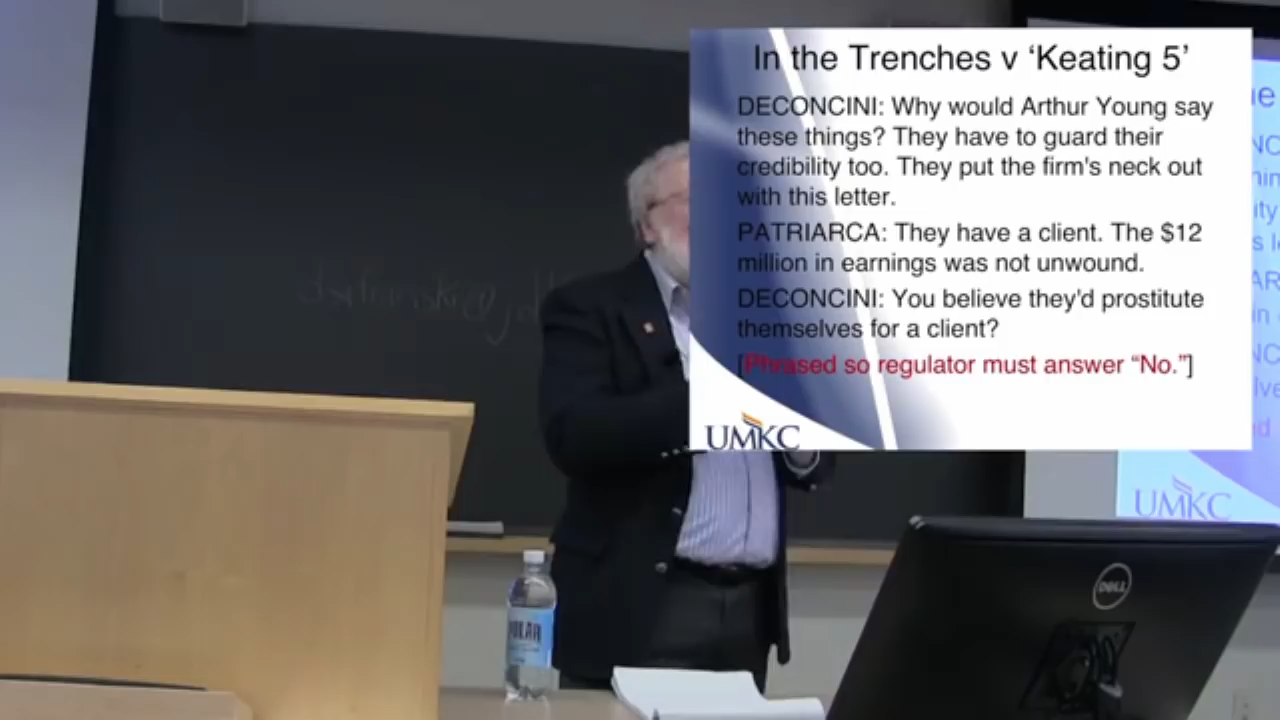 In the Trenches v ‘Keating 5’
DECONCINI: Why would Arthur Young say
these things? They have to guard their
credibility too. They put the firm's neck out
with this letter.
PATRIARCA: They have a client. The $12
million in earnings was not unwound.
DECONCINI: You believe they'd prostitute
themselves for a client?
[Phrased so regulator must answer “No.”]
UMKC
UMKC
DELL
POLAR